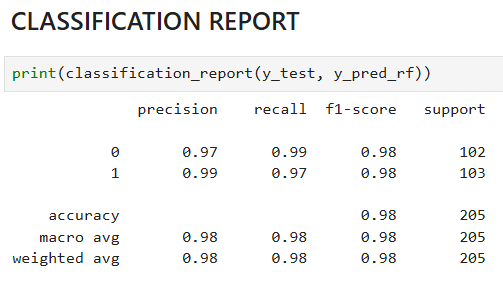 CLASSIFICATION REPORT
print(classification_report(y_test, y_pred_rf))
precision recall f1-score support
0 0.97 0.99 0.98 102
1 0.99 0.97 0.98 103
accuracy 0.98 205
macro avg 0.98 0.98 0.98 205
weighted avg 0.98 0.98 0.98 205